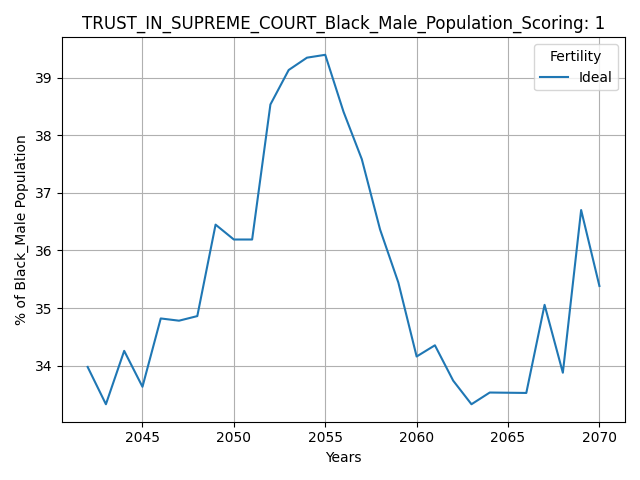 TRUST_IN_SUPREME_COURT_Black_Male_Population_Scoring: 1
Fertility
Ideal
% of Black_Male Population
39
38
37
36
35
34
2045 2050 2055 2060 2065 2070
Years